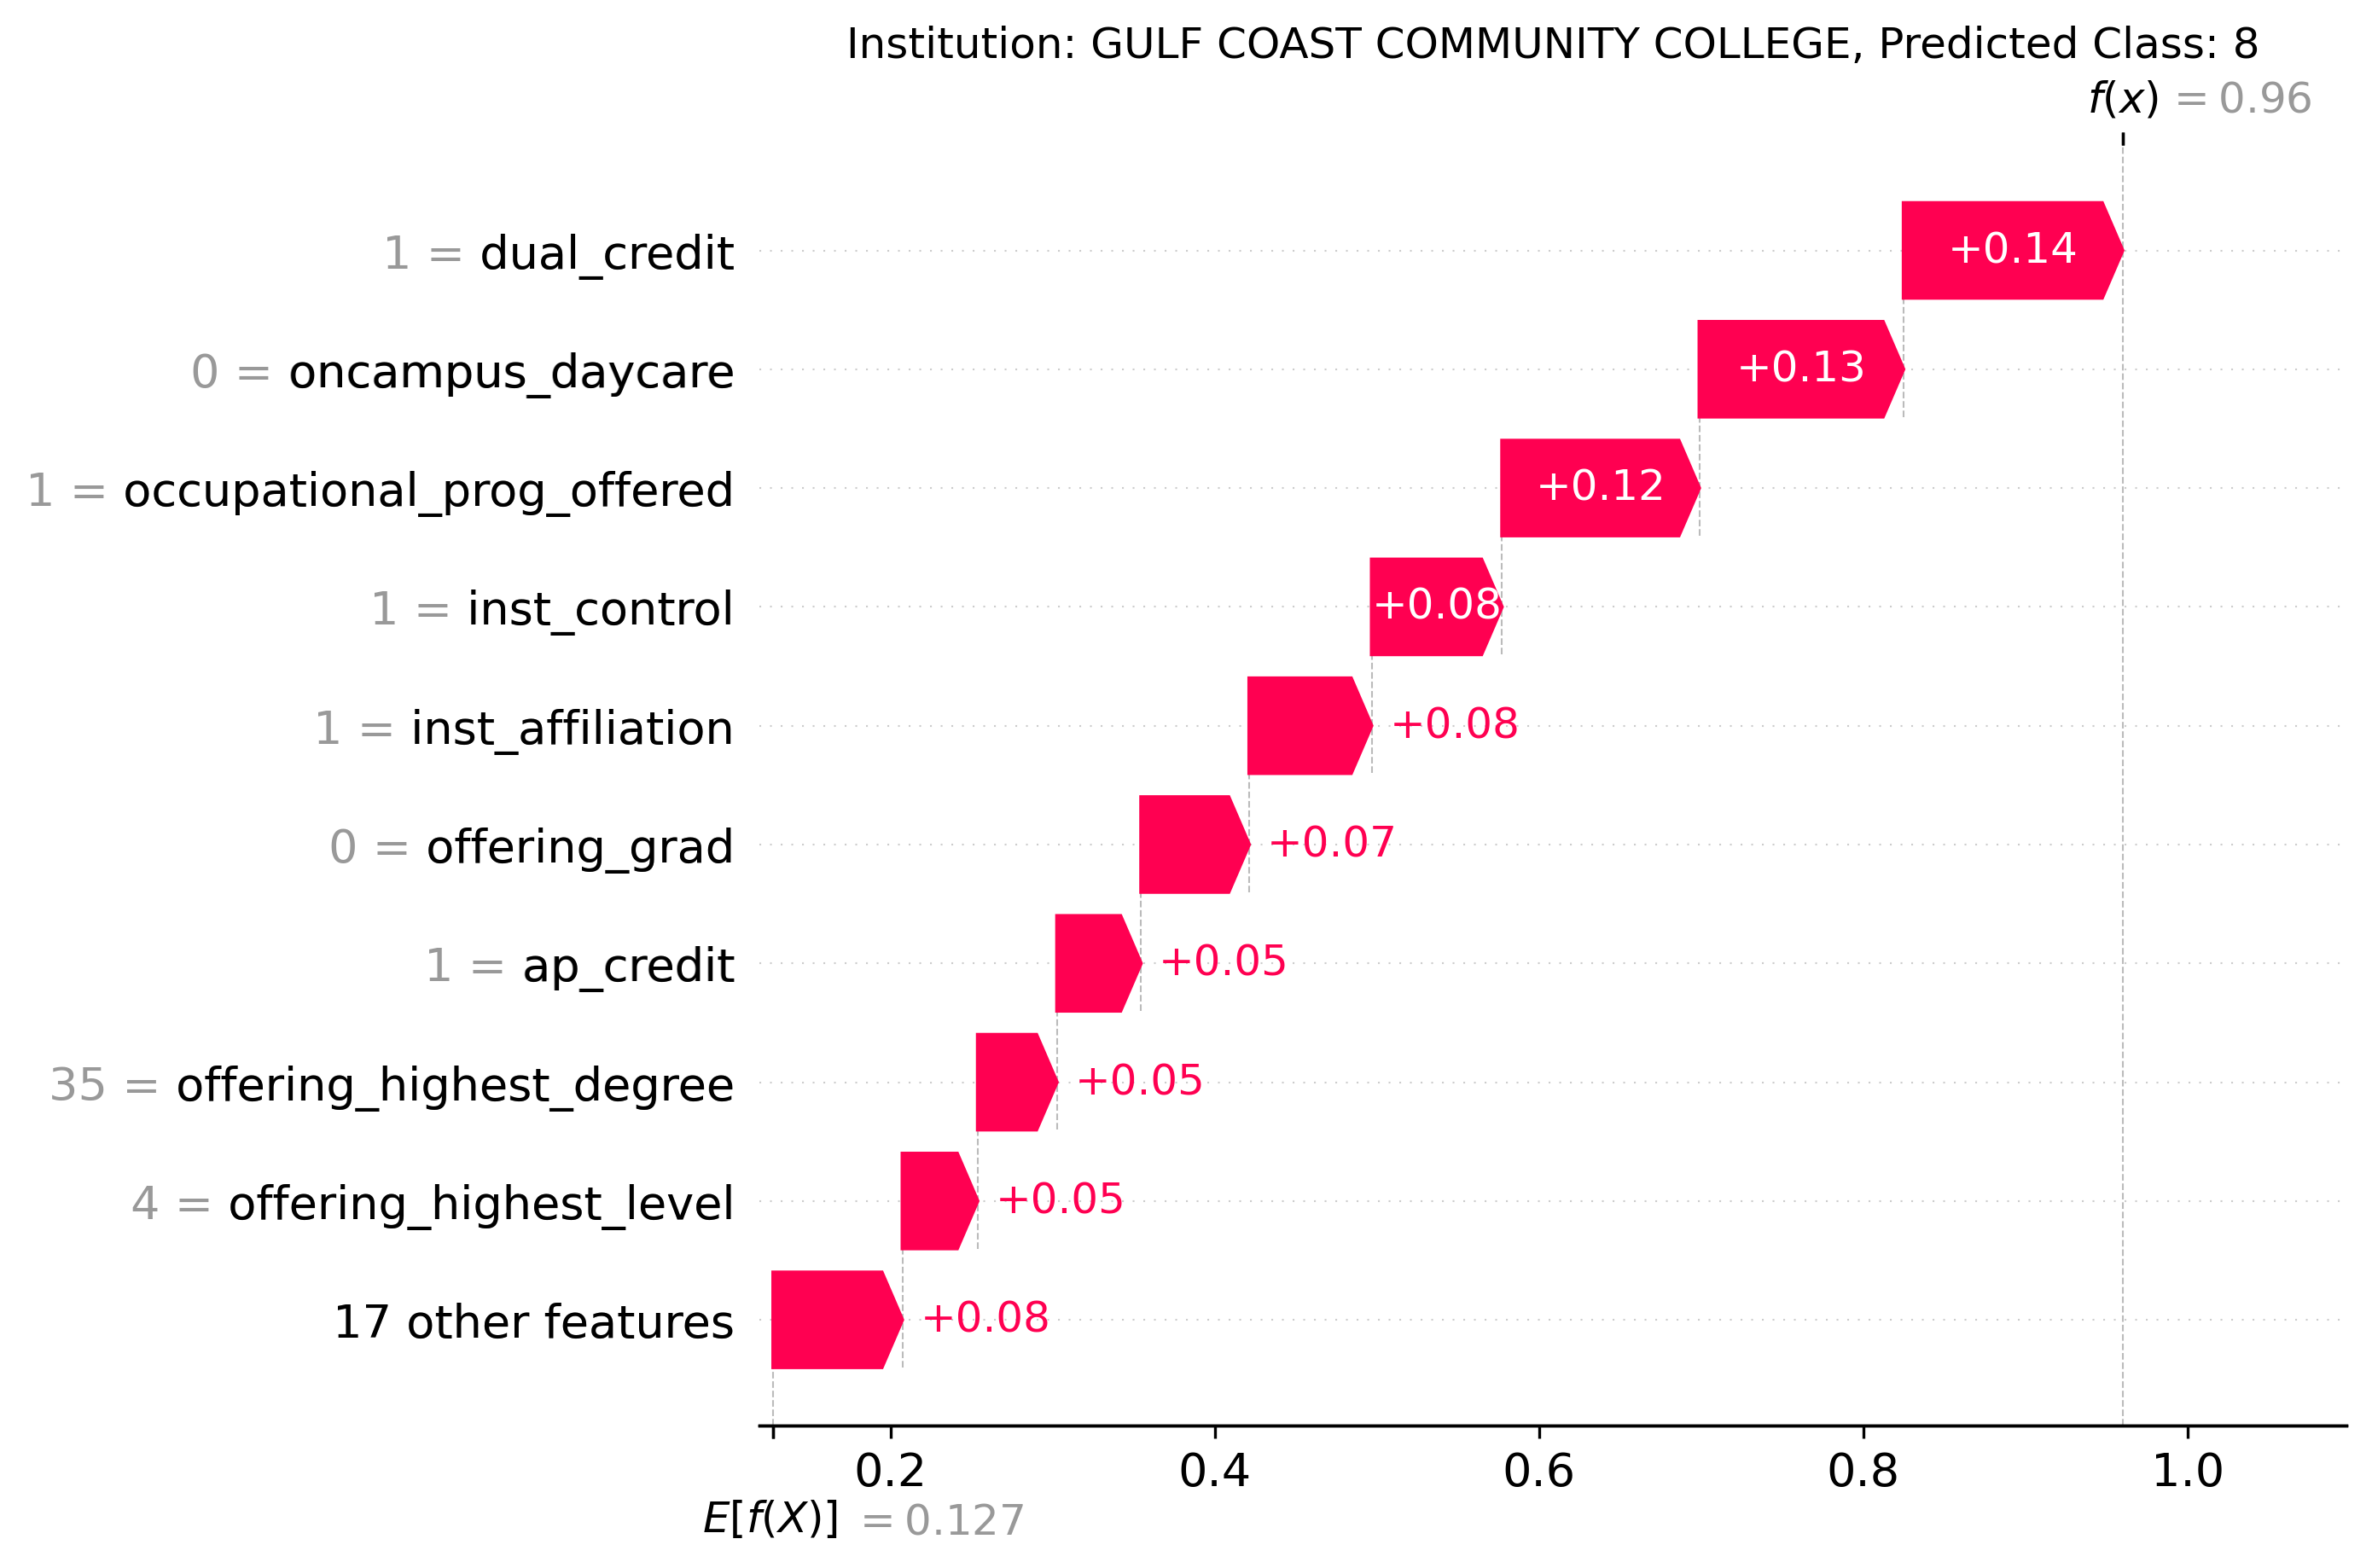 Institution: GULF COAST COMMUNITY COLLEGE, Predicted Class: 8
f(x) = 0.96
1 = dual_credit +0.14
0 = oncampus_daycare +0.13
1 = occupational_prog_offered +0.12
1 = inst_control +0.08
1 = inst_affiliation +0.08
0 = offering_grad +0.07
1 = ap_credit +0.05
35 = offering_highest_degree +0.05
4 = offering_highest_level +0.05
17 other features +0.08
0.2 0.4 0.6 0.8 1.0
E[f(X)] = 0.127